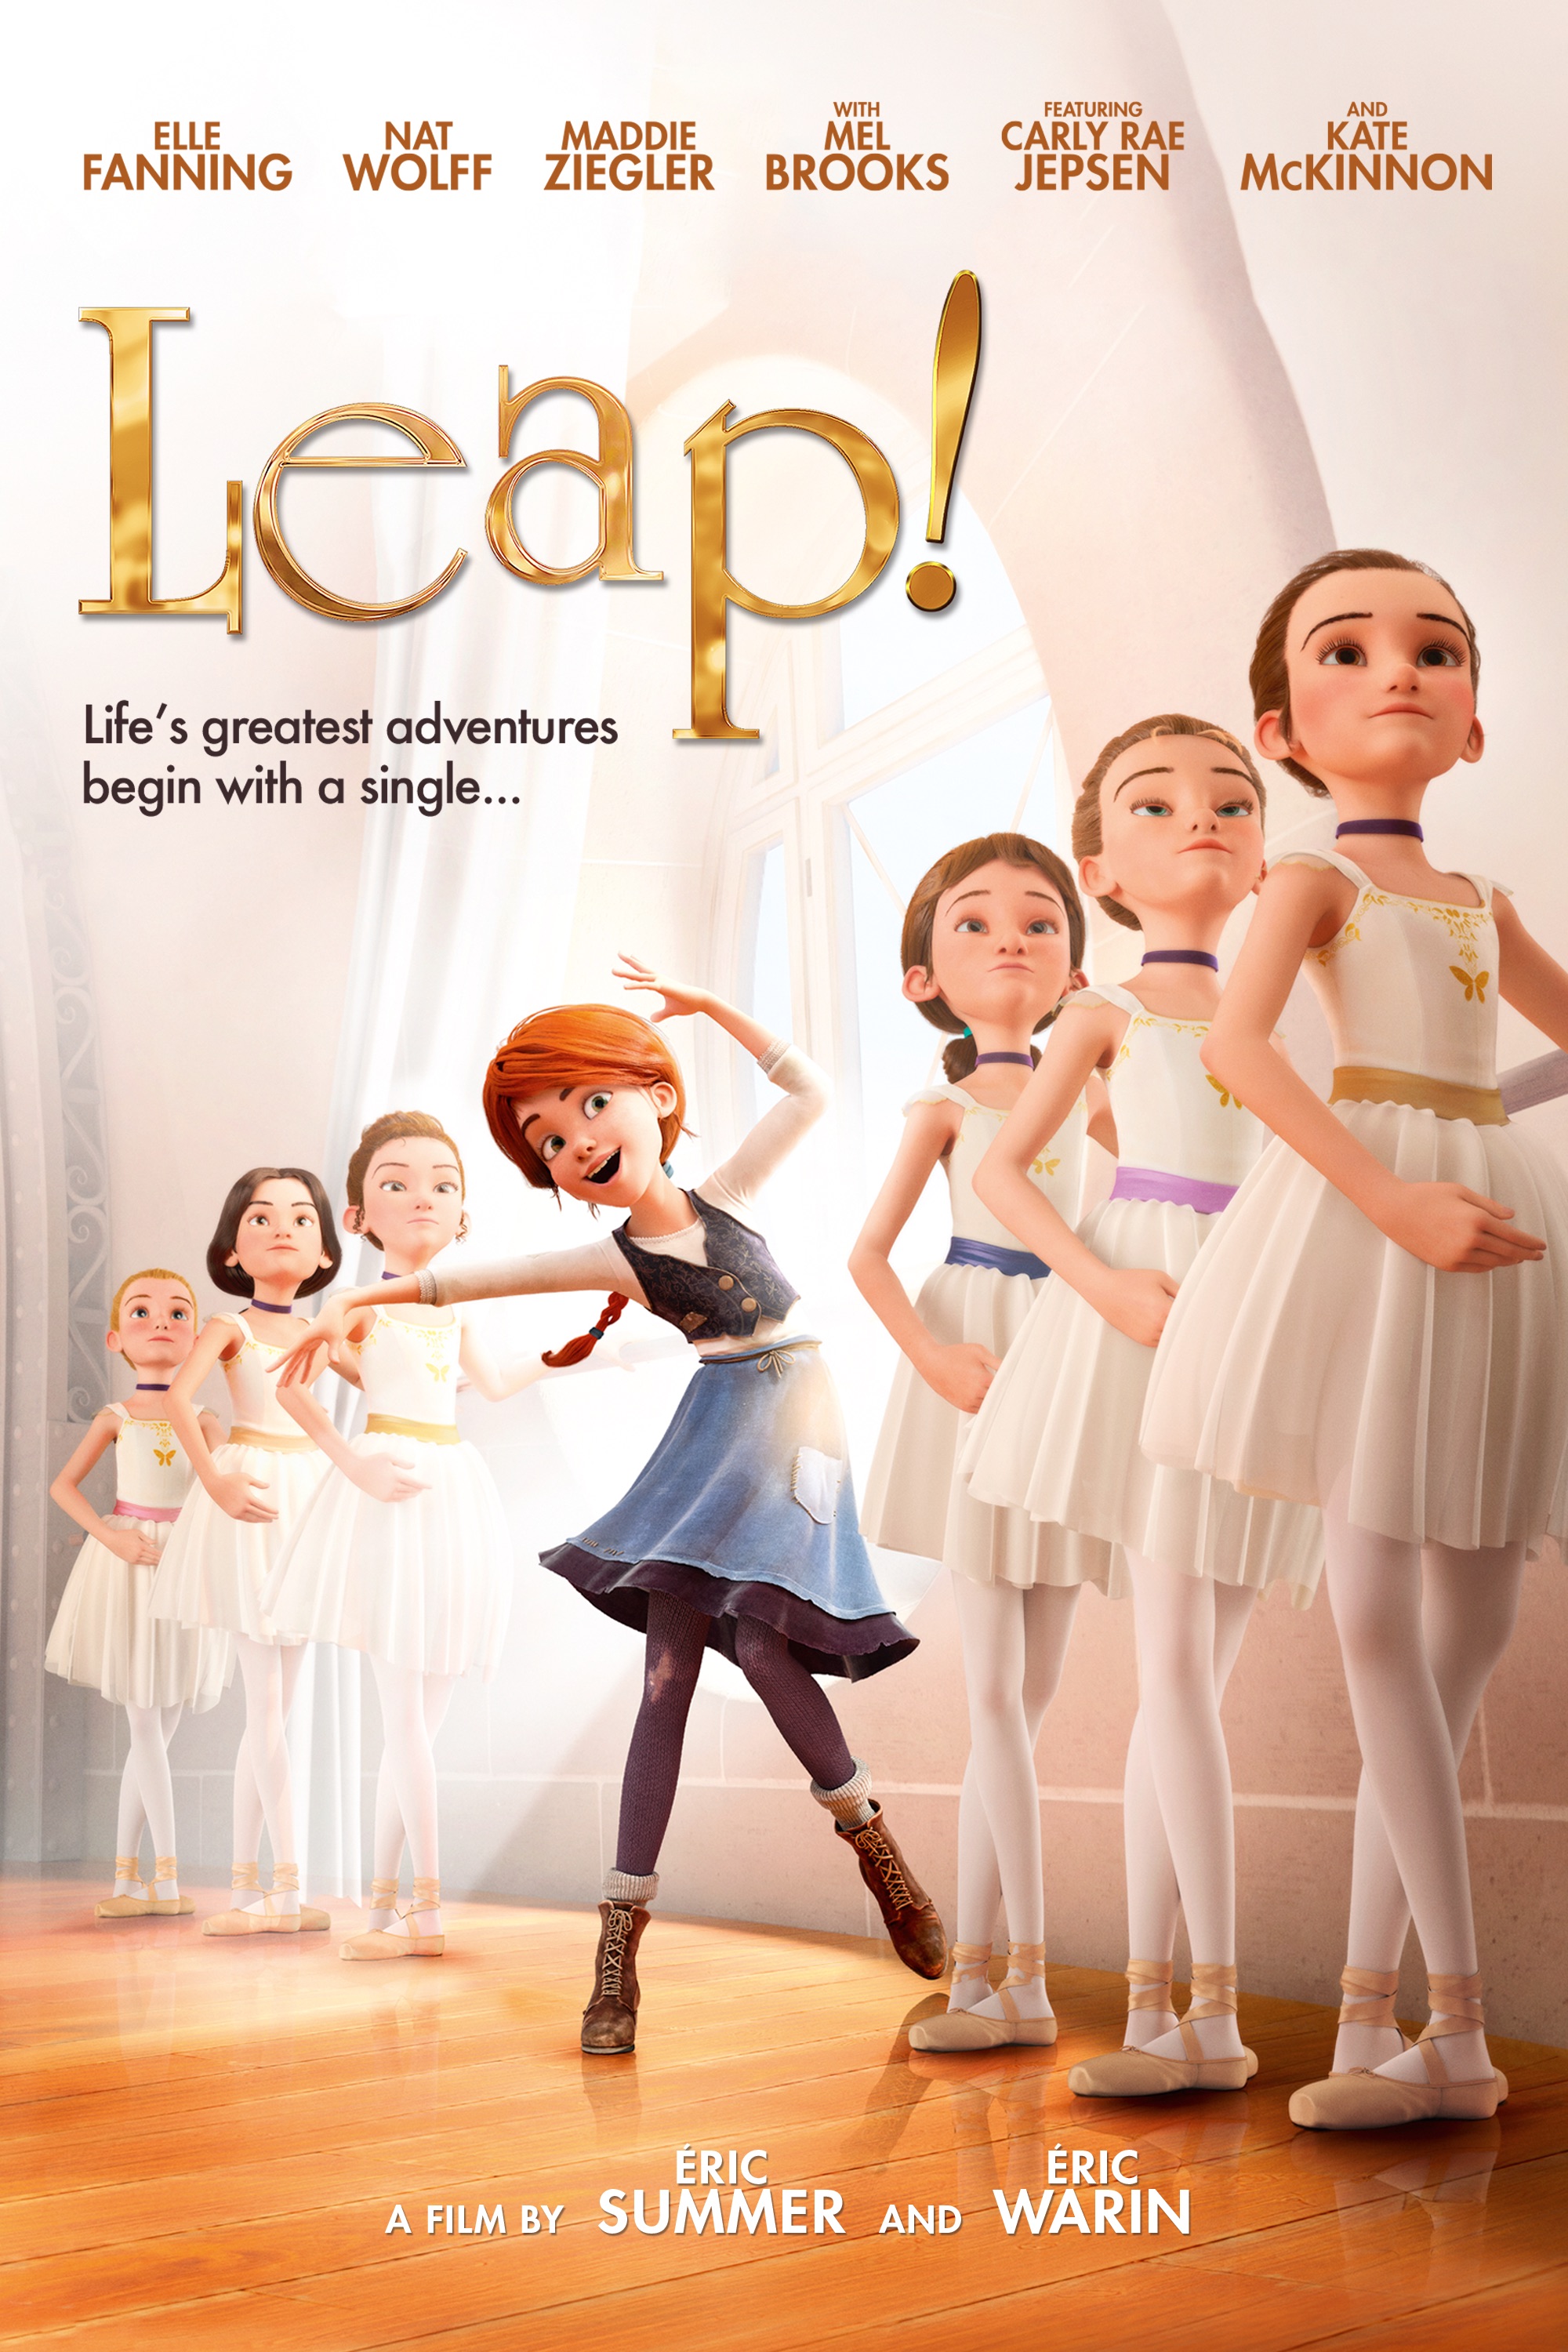 ELLE FANNING
NAT WOLFF
MADDIE ZIEGLER
WITH MEL BROOKS
FEATURING CARLY RAE JEPSEN
AND KATE McKINNON
Leap!
Life's greatest adventures
begin with a single...
A FILM BY ÉRIC SUMMER AND ÉRIC WARIN